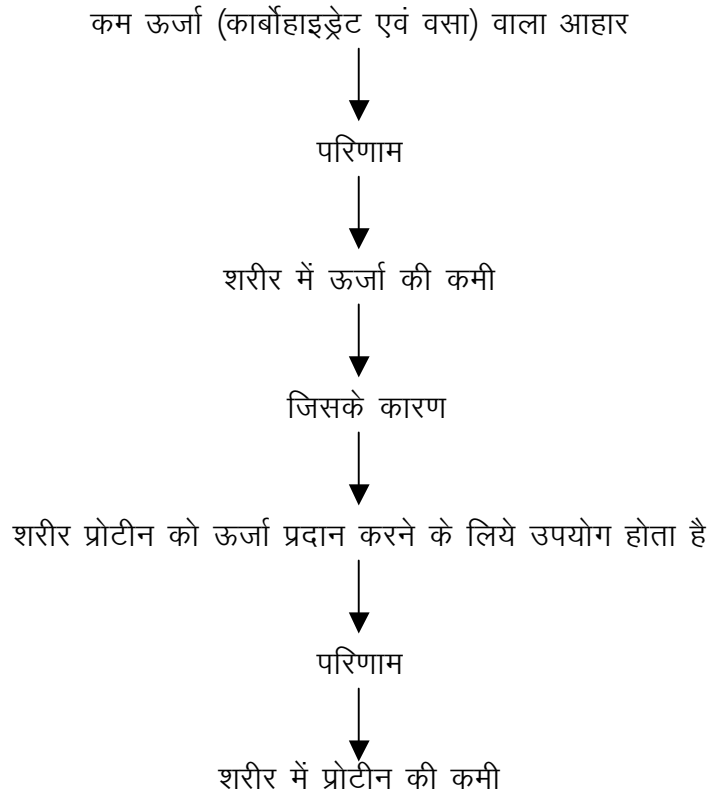 कम ऊर्जा (कार्बोहाइड्रेट एवं वसा) वाला आहार
परिणाम
शरीर में ऊर्जा की कमी
जिसके कारण
शरीर प्रोटीन को ऊर्जा प्रदान करने के लिये उपयोग होता है
परिणाम
शरीर में प्रोटीन की कमी